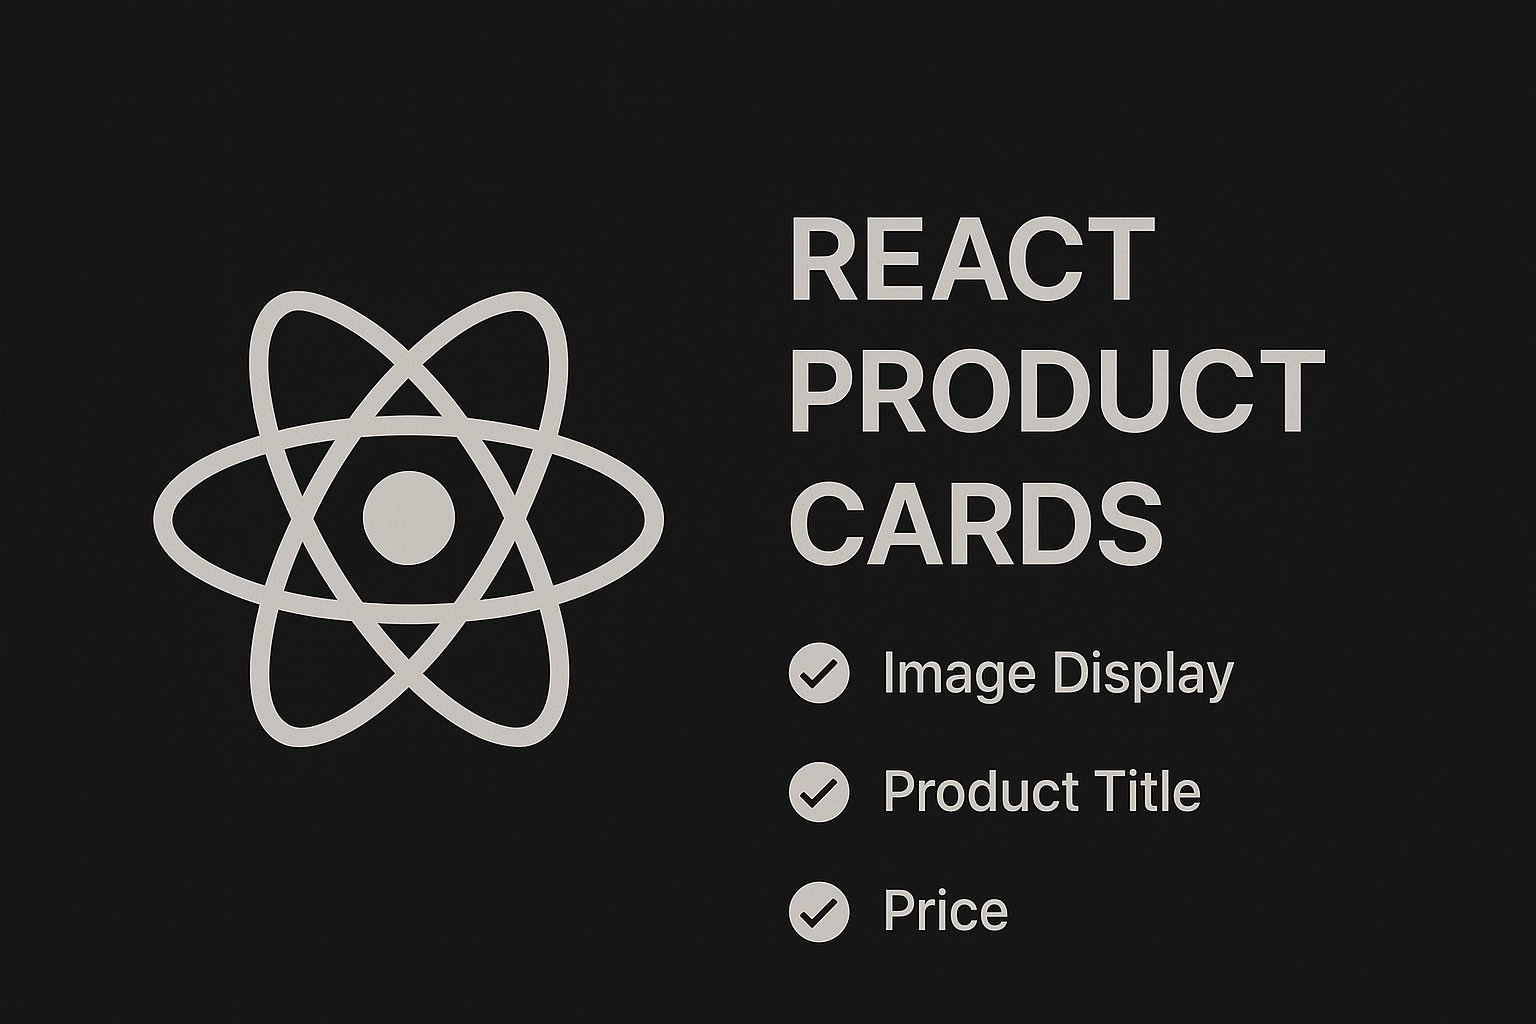 REACT
PRODUCT
CARDS
Image Display
Product Title
Price